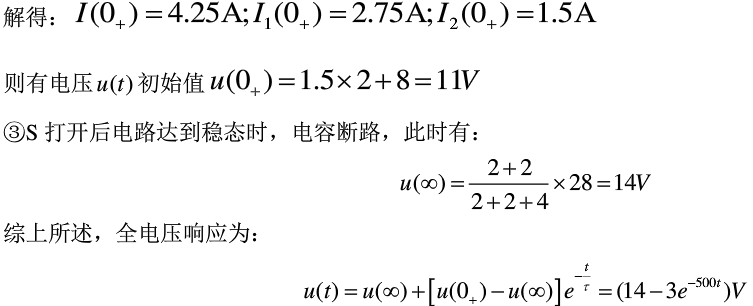 解得：I(0₊) = 4.25A; I₁(0₊) = 2.75A; I₂(0₊) = 1.5A
则有电压 u(t) 初始值 u(0₊) = 1.5×2+8 = 11V
③S 打开后电路达到稳态时，电容断路，此时有：
u(∞) = \frac{2+2}{2+2+4} × 28 = 14V
综上所述，全电压响应为：
u(t) = u(∞) + [u(0₊) − u(∞)] e^{-\frac{t}{τ}} = (14 − 3e^{−500t})V